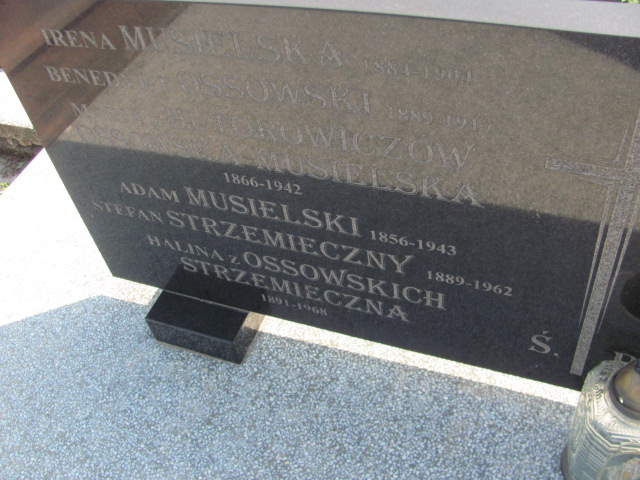 IRENA MUSIELSKA 1884-1904
OSSOWSKI 1889-1917
MUSIELSKA
1866-1942
ADAM MUSIELSKI 1856-1943
STEFAN STRZEMIECZNY 1889-1962
HALINA z OSSOWSKICH
STRZEMIECZNA
1891-1968
Ś.